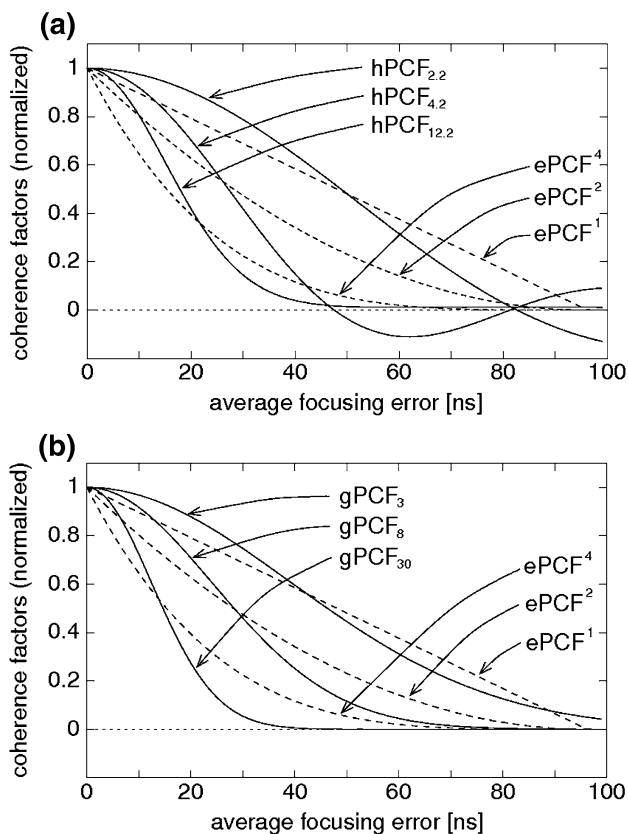 (a)
coherence factors (normalized)
1
0.8
0.6
0.4
0.2
0
hPCF2.2
hPCF4.2
hPCF12.2
ePCF4
ePCF2
ePCF1
0 20 40 60 80 100
average focusing error [ns]
(b)
coherence factors (normalized)
1
0.8
0.6
0.4
0.2
0
gPCF3
gPCF8
gPCF30
ePCF4
ePCF2
ePCF1
0 20 40 60 80 100
average focusing error [ns]